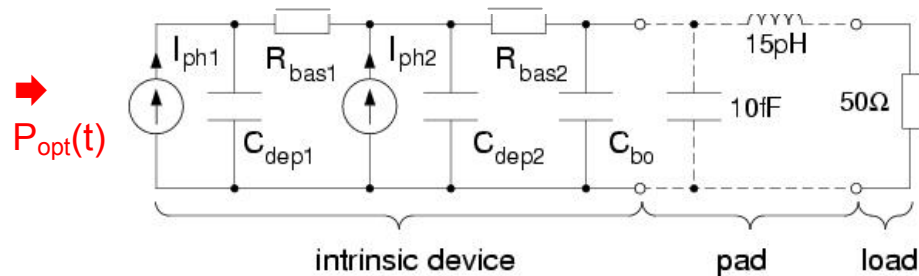 15pH
I_ph1
R_bas1
I_ph2
R_bas2
P_opt(t)
C_dep1
C_dep2
C_bo
10fF
50Ω
intrinsic device
pad
load